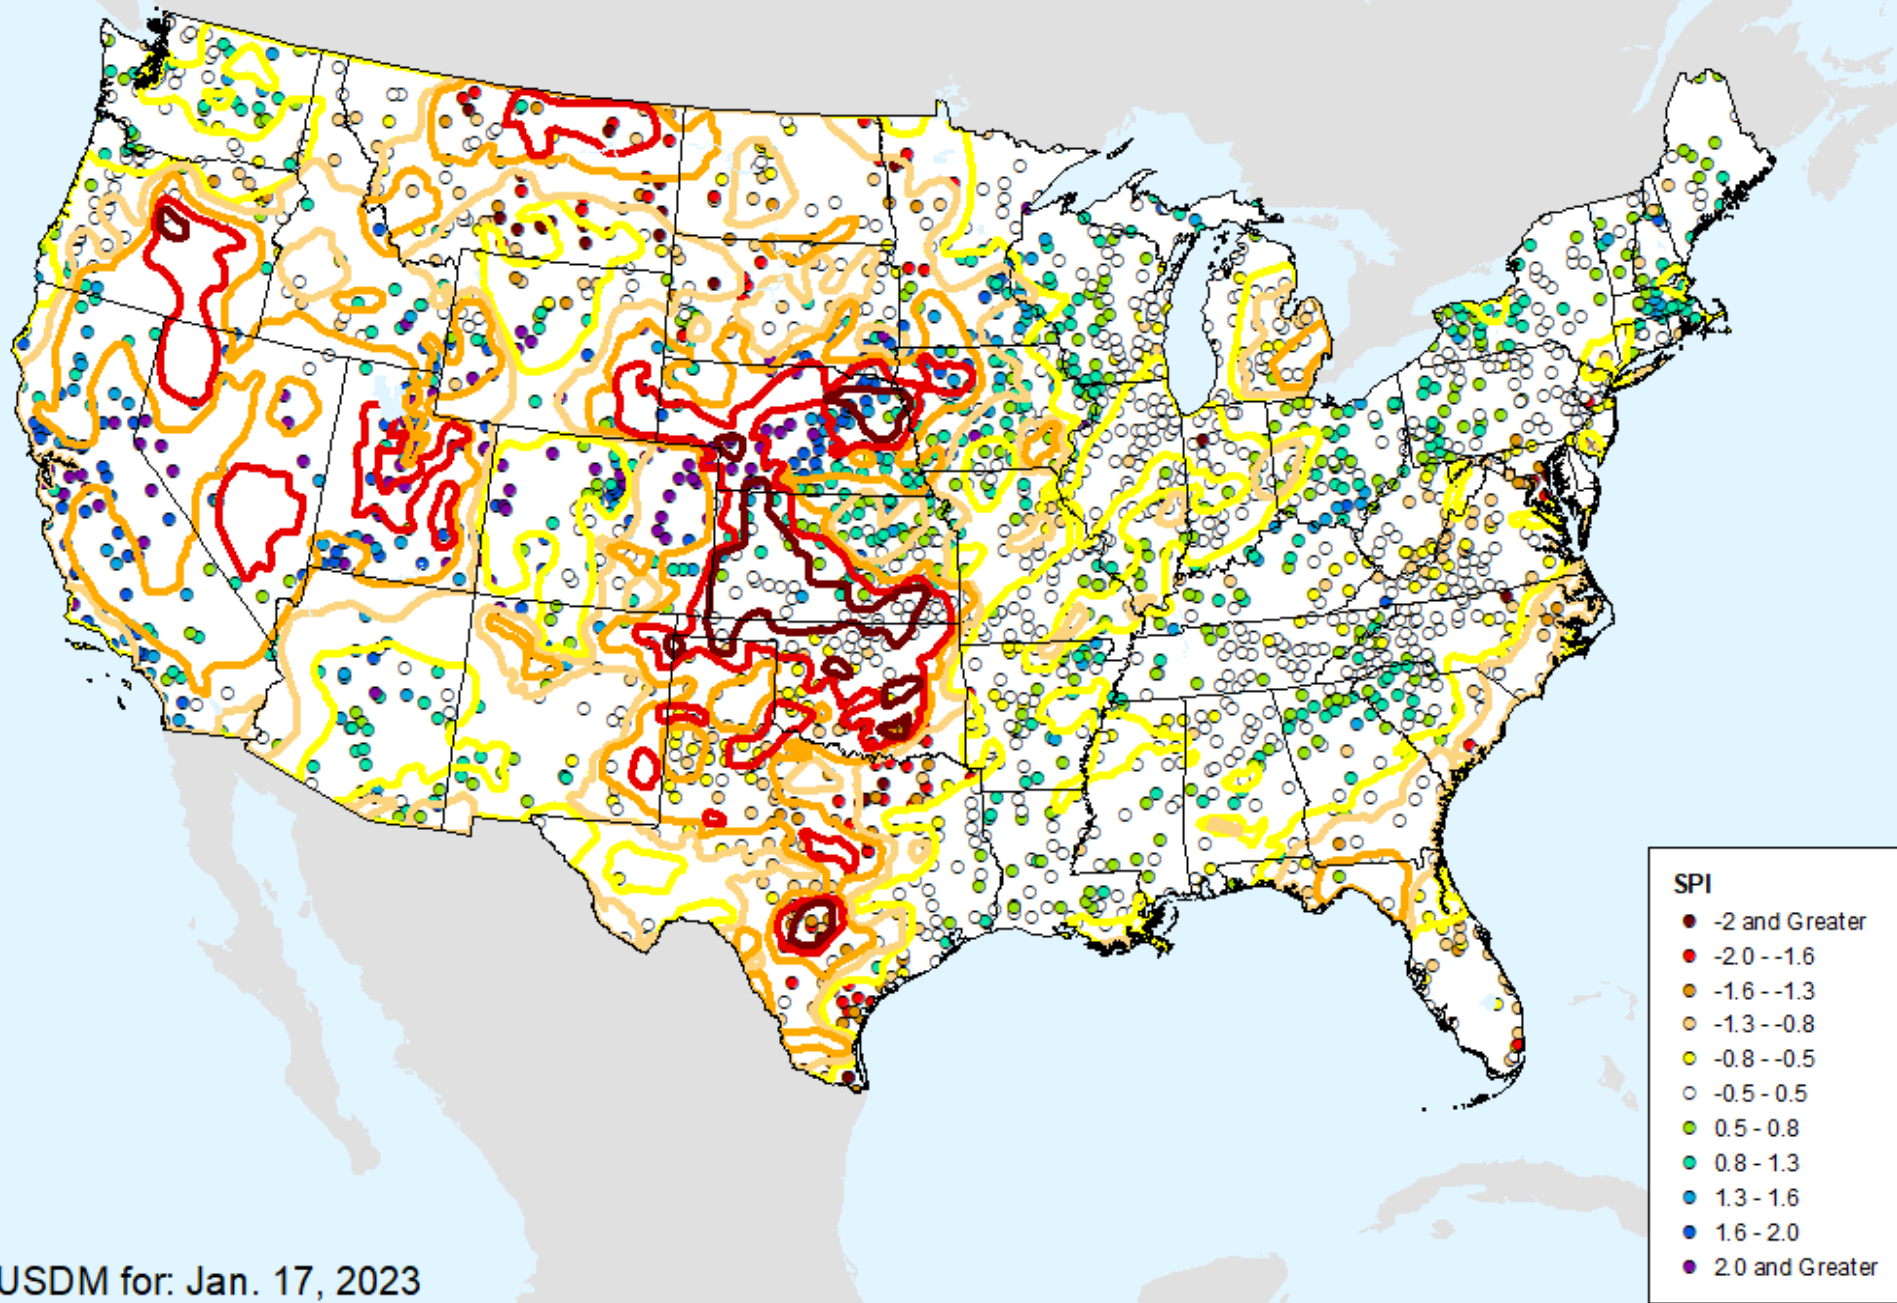 SPI
-2 and Greater
-2.0 - -1.6
-1.6 - -1.3
-1.3 - -0.8
-0.8 - -0.5
-0.5 - 0.5
0.5 - 0.8
0.8 - 1.3
1.3 - 1.6
1.6 - 2.0
2.0 and Greater
USDM for: Jan. 17, 2023